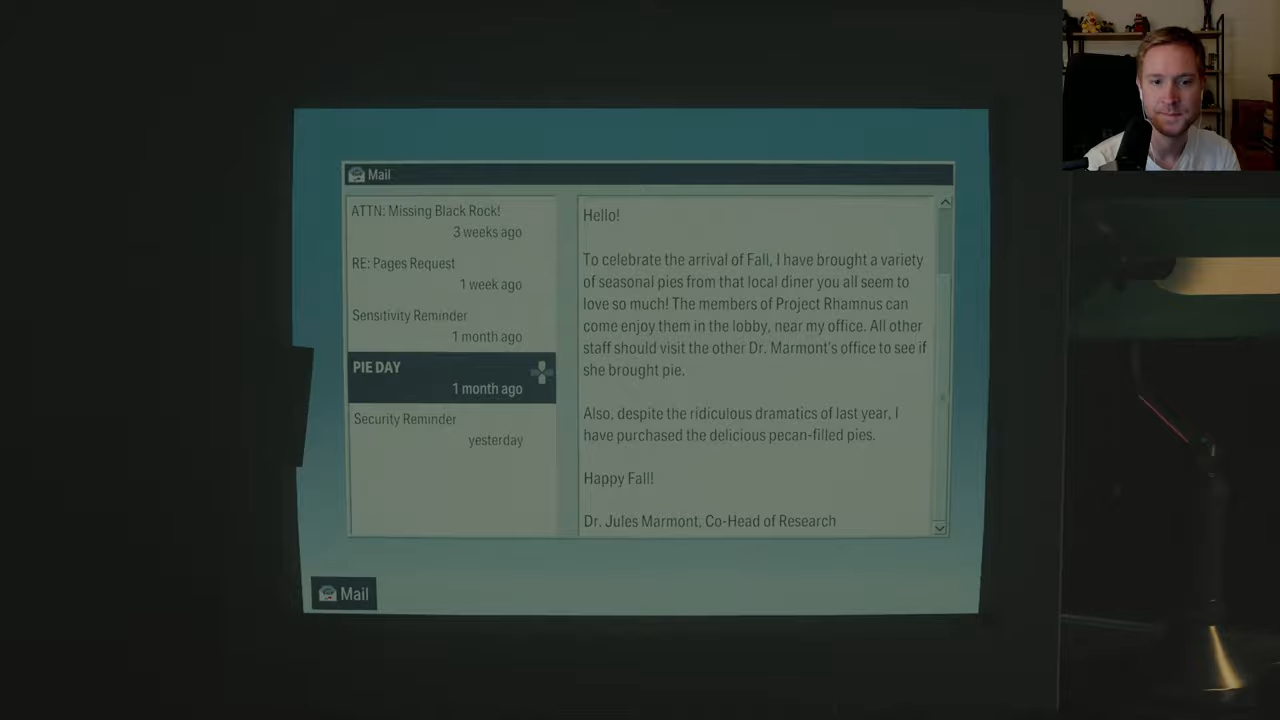 Mail
ATTN: Missing Black Rock!
3 weeks ago
RE: Pages Request
1 week ago
Sensitivity Reminder
1 month ago
PIE DAY
1 month ago
Security Reminder
yesterday
Hello!
To celebrate the arrival of Fall, I have brought a variety
of seasonal pies from that local diner you all seem to
love so much! The members of Project Rhamnus can
come enjoy them in the lobby, near my office. All other
staff should visit the other Dr. Marmont's office to see if
she brought pie.
Also, despite the ridiculous dramatics of last year, I
have purchased the delicious pecan-filled pies.
Happy Fall!
Dr. Jules Marmont, Co-Head of Research
Mail